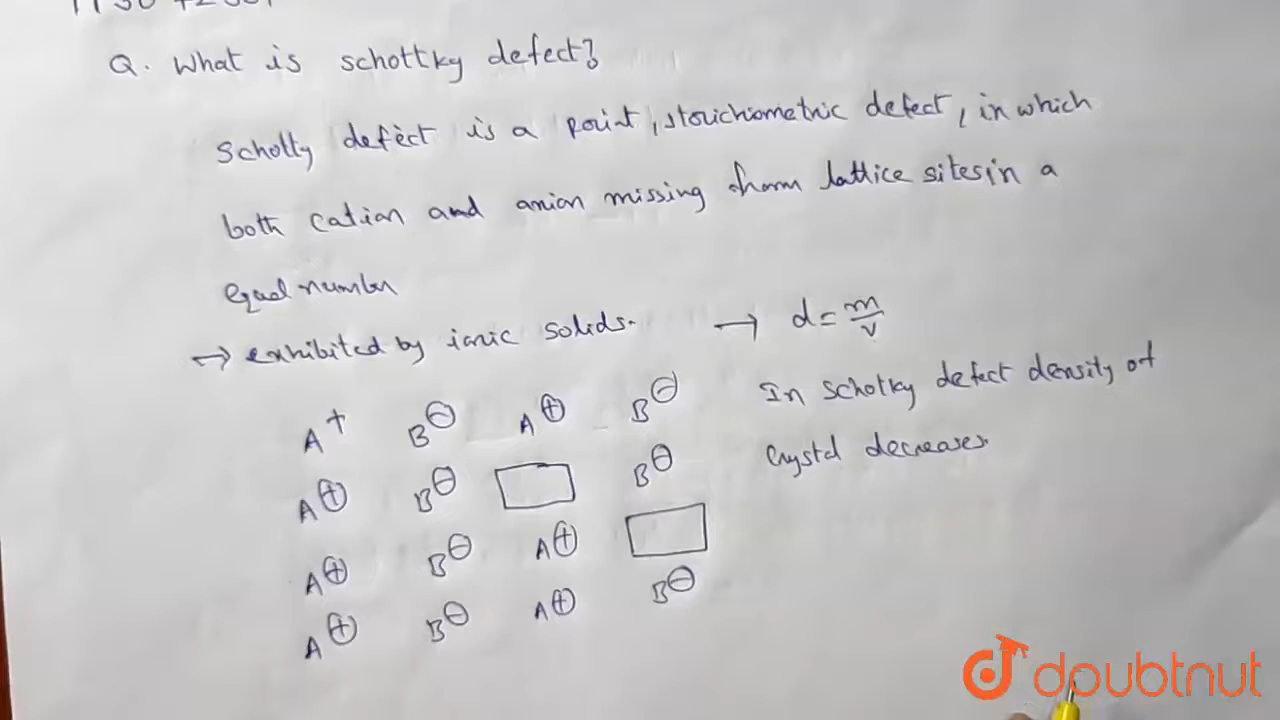 Q. What is schottky defect?
Schotty defect is a point, stoichiometric defect, in which
both cation and anion missing from lattice sites in a
equal number
→ exhibited by ionic solids.
→ d = m/v
In schotky defect density of
crystal decreases.
A+ B⊖ A⊕ B⊖
A⊕ B⊖ B⊖
A⊕ B⊖ A⊕
A⊕ B⊖ A⊕ B⊖
doubtnut